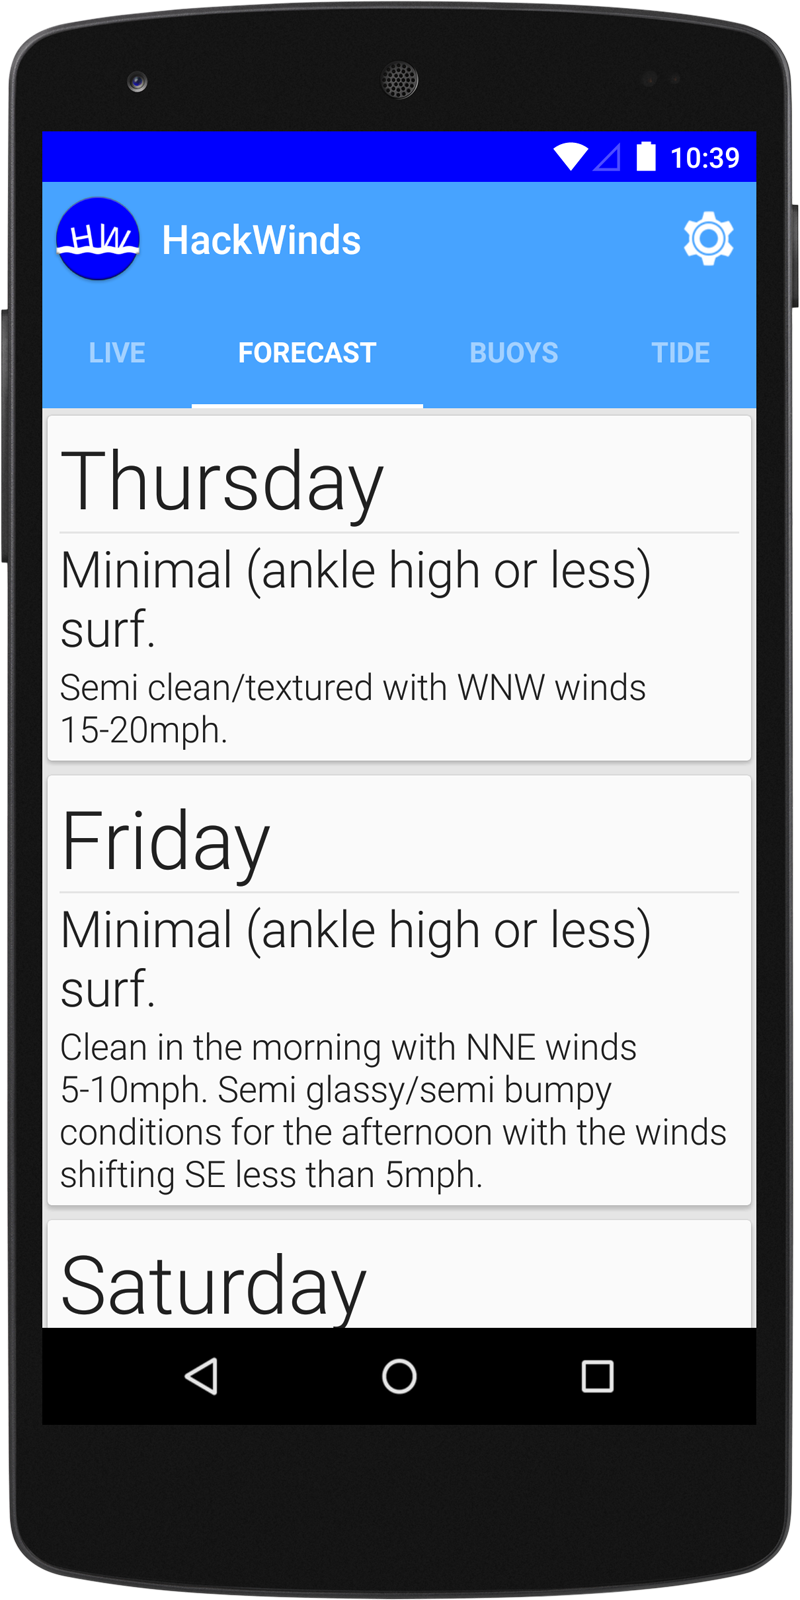 10:39
HW
HackWinds
LIVE FORECAST BUOYS TIDE
Thursday
Minimal (ankle high or less)
surf.
Semi clean/textured with WNW winds
15-20mph.
Friday
Minimal (ankle high or less)
surf.
Clean in the morning with NNE winds
5-10mph. Semi glassy/semi bumpy
conditions for the afternoon with the winds
shifting SE less than 5mph.
Saturday